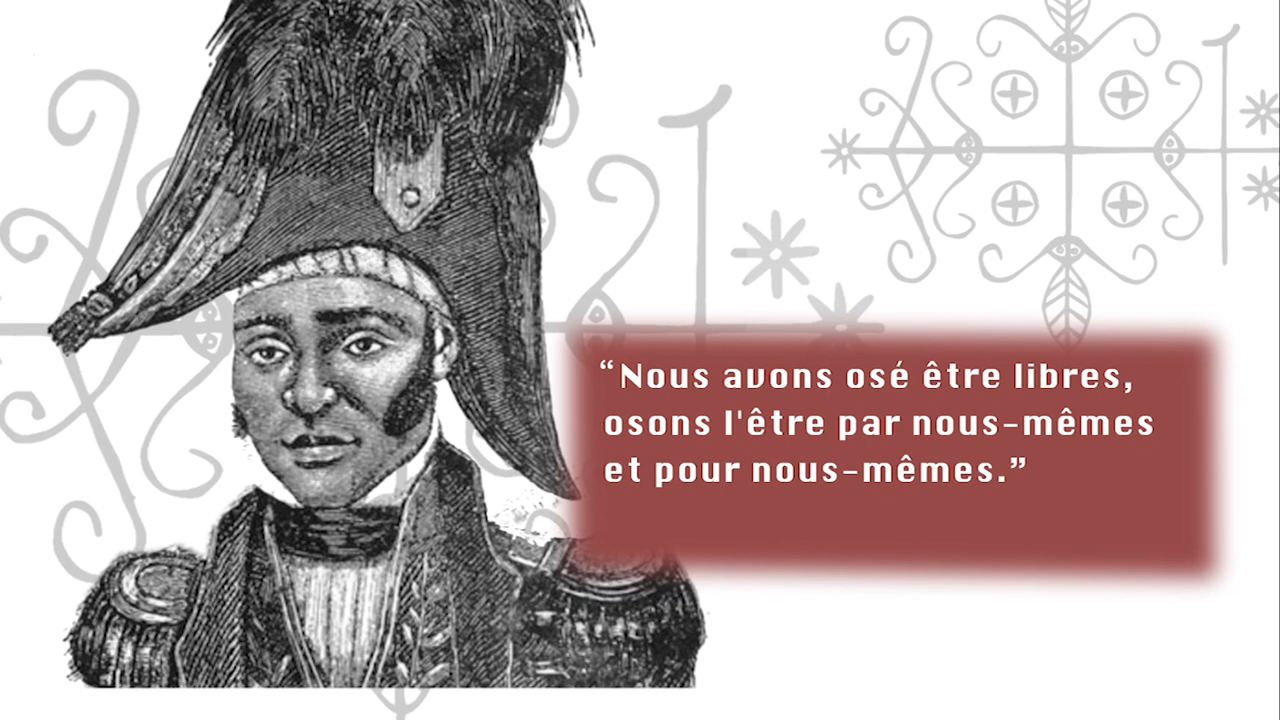 “Nous avons osé être libres,
osons l'être par nous-mêmes
et pour nous-mêmes.”